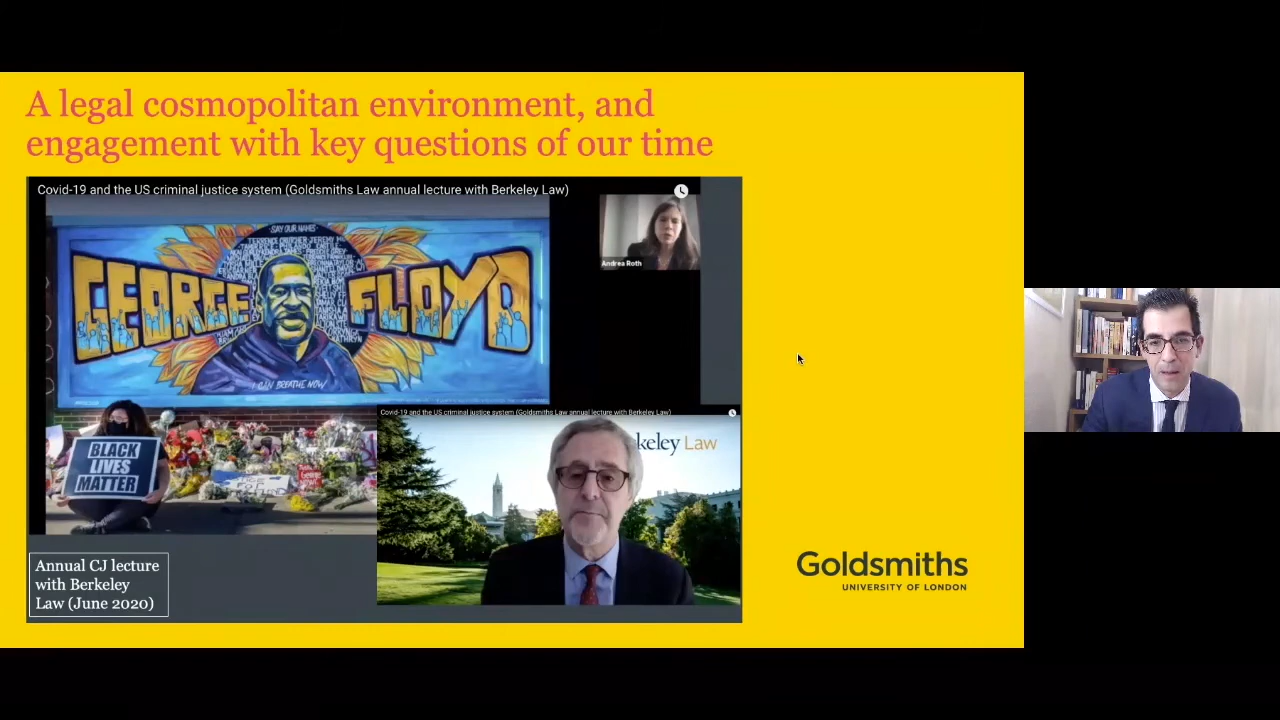 A legal cosmopolitan environment, and
engagement with key questions of our time
Covid-19 and the US criminal justice system (Goldsmiths Law annual lecture with Berkeley Law)
Andrea Roth
SAY OUR NAMES
GEORGE FLOYD
I CAN BREATHE NOW
BLACK
LIVES
MATTER
Covid-19 and the US criminal justice system (Goldsmiths Law annual lecture with Berkeley Law)
keley Law
Annual CJ lecture
with Berkeley
Law (June 2020)
Goldsmiths
UNIVERSITY OF LONDON